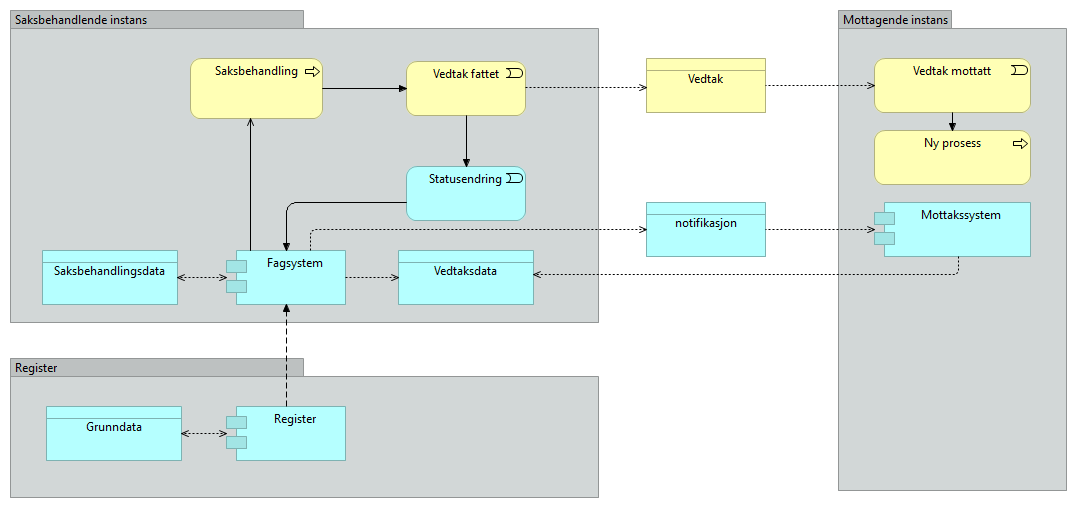 Saksbehandlende instans
Mottagende instans
Saksbehandling
Vedtak fattet
Vedtak
Vedtak mottatt
Ny prosess
Statusendring
notifikasjon
Mottakssystem
Saksbehandlingsdata
Fagsystem
Vedtaksdata
Register
Grunndata
Register